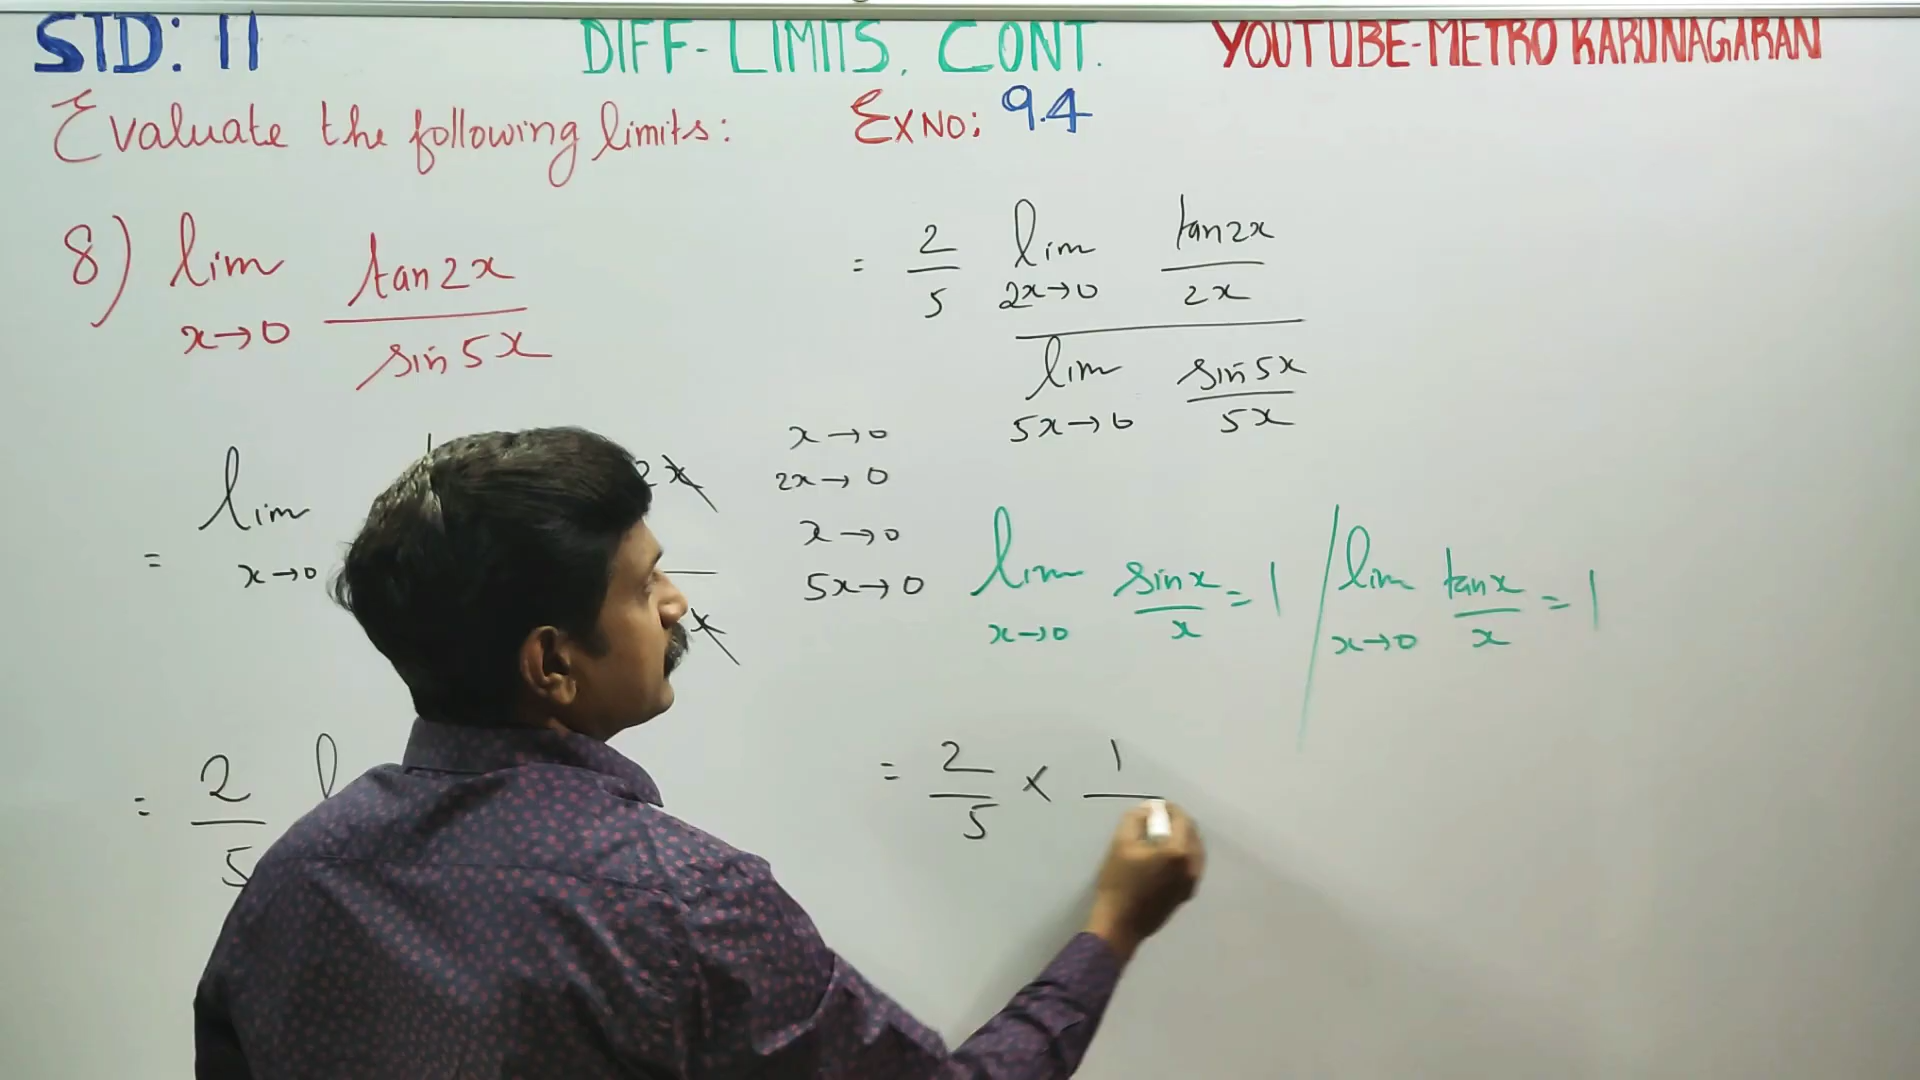 STD: 11 DIFF- LIMITS, CONT. YOUTUBE-METRO KARUNAGARAN
Evaluate the following limits: EXNO: 9.4
8) lim x→0 tan2x / sin5x
= lim x→0 2x
x→0
2x→0
x→0
5x→0
= 2/5
= 2/5 lim 2x→0 tan2x/2x
lim 5x→0 sin5x/5x
lim x→0 sinx/x = 1 / lim x→0 tanx/x = 1
= 2/5 × 1